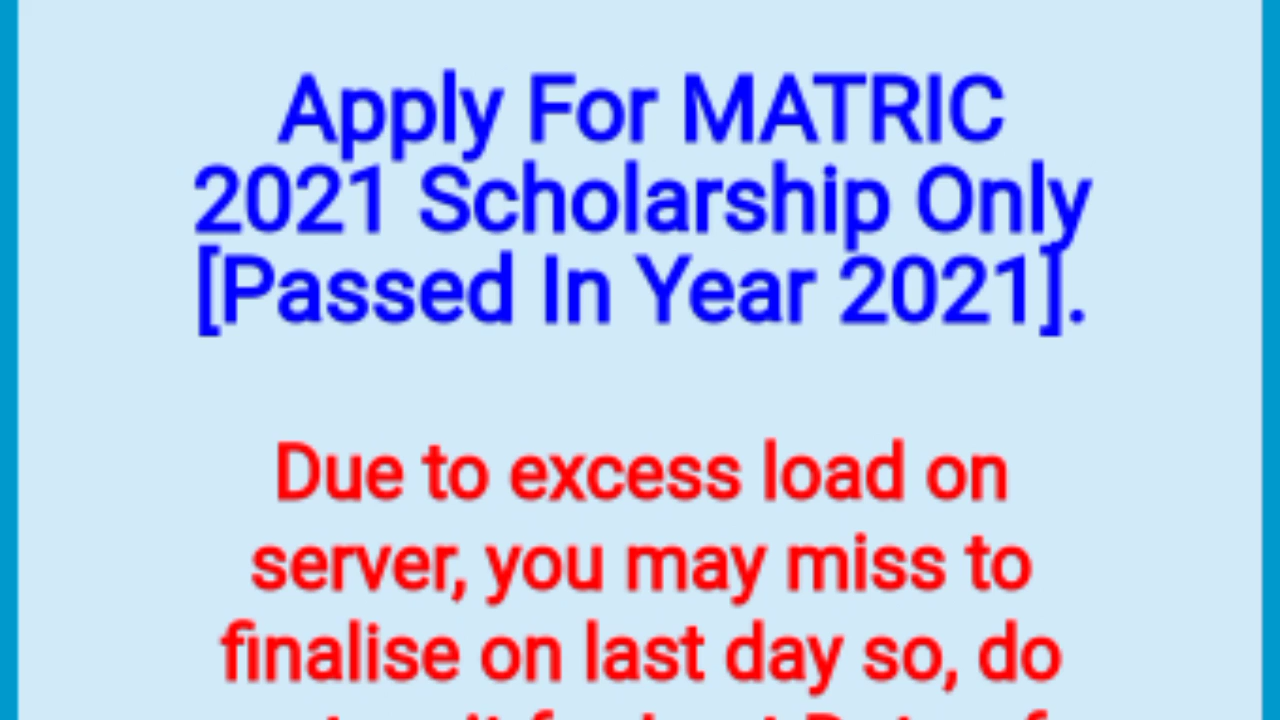 Apply For MATRIC
2021 Scholarship Only
[Passed In Year 2021].
Due to excess load on
server, you may miss to
finalise on last day so, do